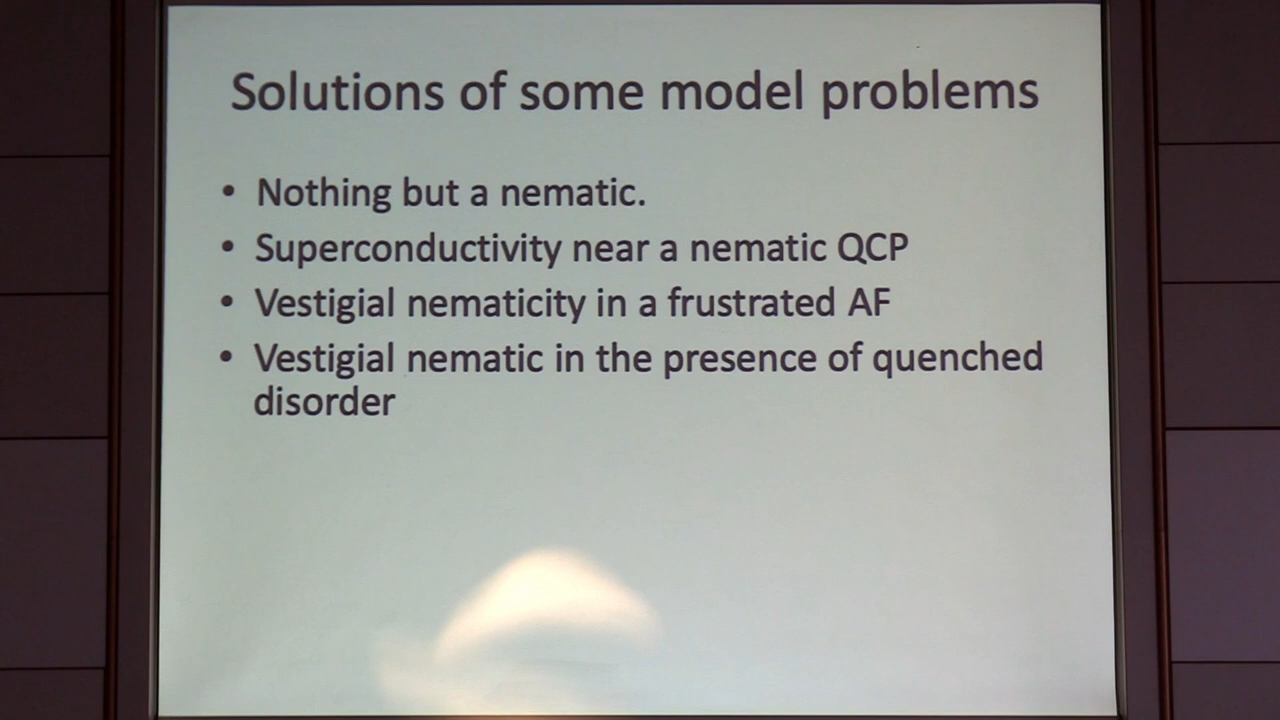 Solutions of some model problems
• Nothing but a nematic.
• Superconductivity near a nematic QCP
• Vestigial nematicity in a frustrated AF
• Vestigial nematic in the presence of quenched
disorder